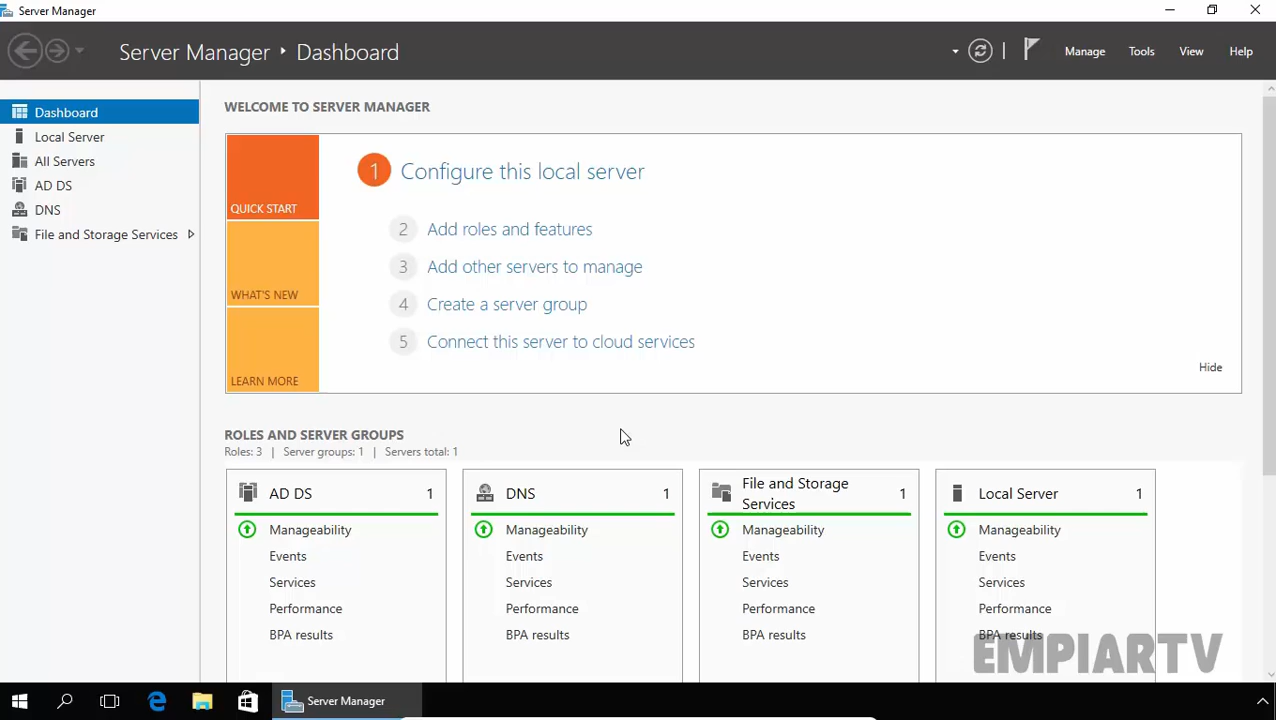 Server Manager
Server Manager ‣ Dashboard
Manage Tools View Help
Dashboard
Local Server
All Servers
AD DS
DNS
File and Storage Services
WELCOME TO SERVER MANAGER
QUICK START
WHAT'S NEW
LEARN MORE
1 Configure this local server
2 Add roles and features
3 Add other servers to manage
4 Create a server group
5 Connect this server to cloud services
Hide
ROLES AND SERVER GROUPS
Roles: 3 | Server groups: 1 | Servers total: 1
AD DS 1
Manageability
Events
Services
Performance
BPA results
DNS 1
Manageability
Events
Services
Performance
BPA results
File and Storage
Services 1
Manageability
Events
Services
Performance
BPA results
Local Server 1
Manageability
Events
Services
Performance
BPA results
EMPIARTV
Server Manager